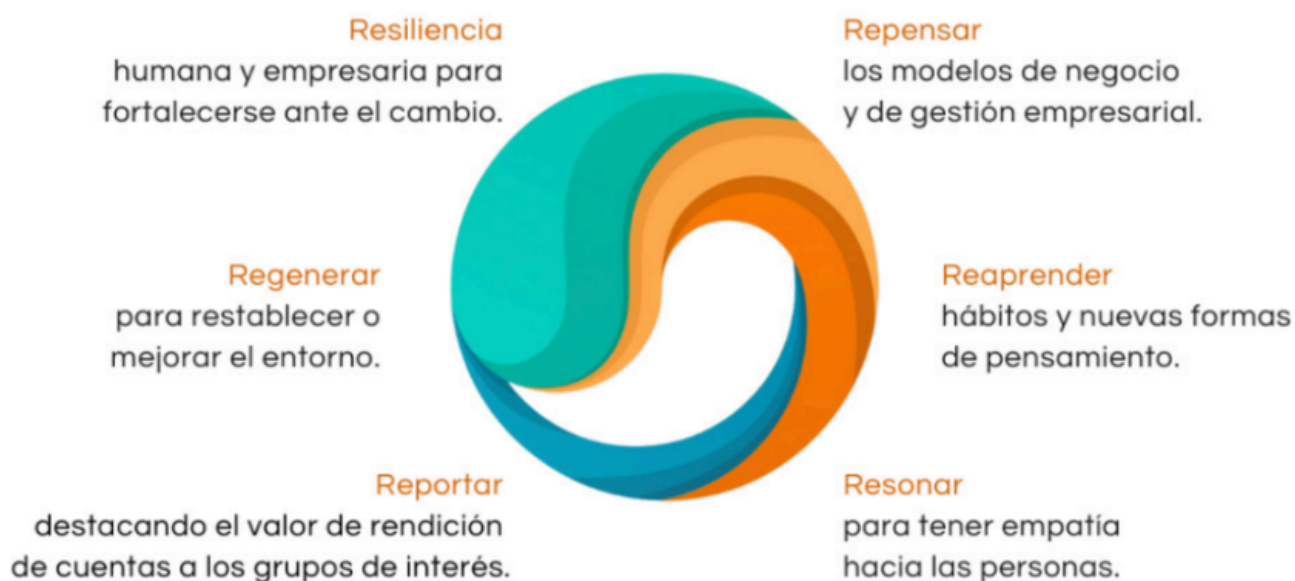 Resiliencia
humana y empresaria para
fortalecerse ante el cambio.
Repensar
los modelos de negocio
y de gestión empresarial.
Regenerar
para restablecer o
mejorar el entorno.
Reaprender
hábitos y nuevas formas
de pensamiento.
Reportar
destacando el valor de rendición
de cuentas a los grupos de interés.
Resonar
para tener empatía
hacia las personas.